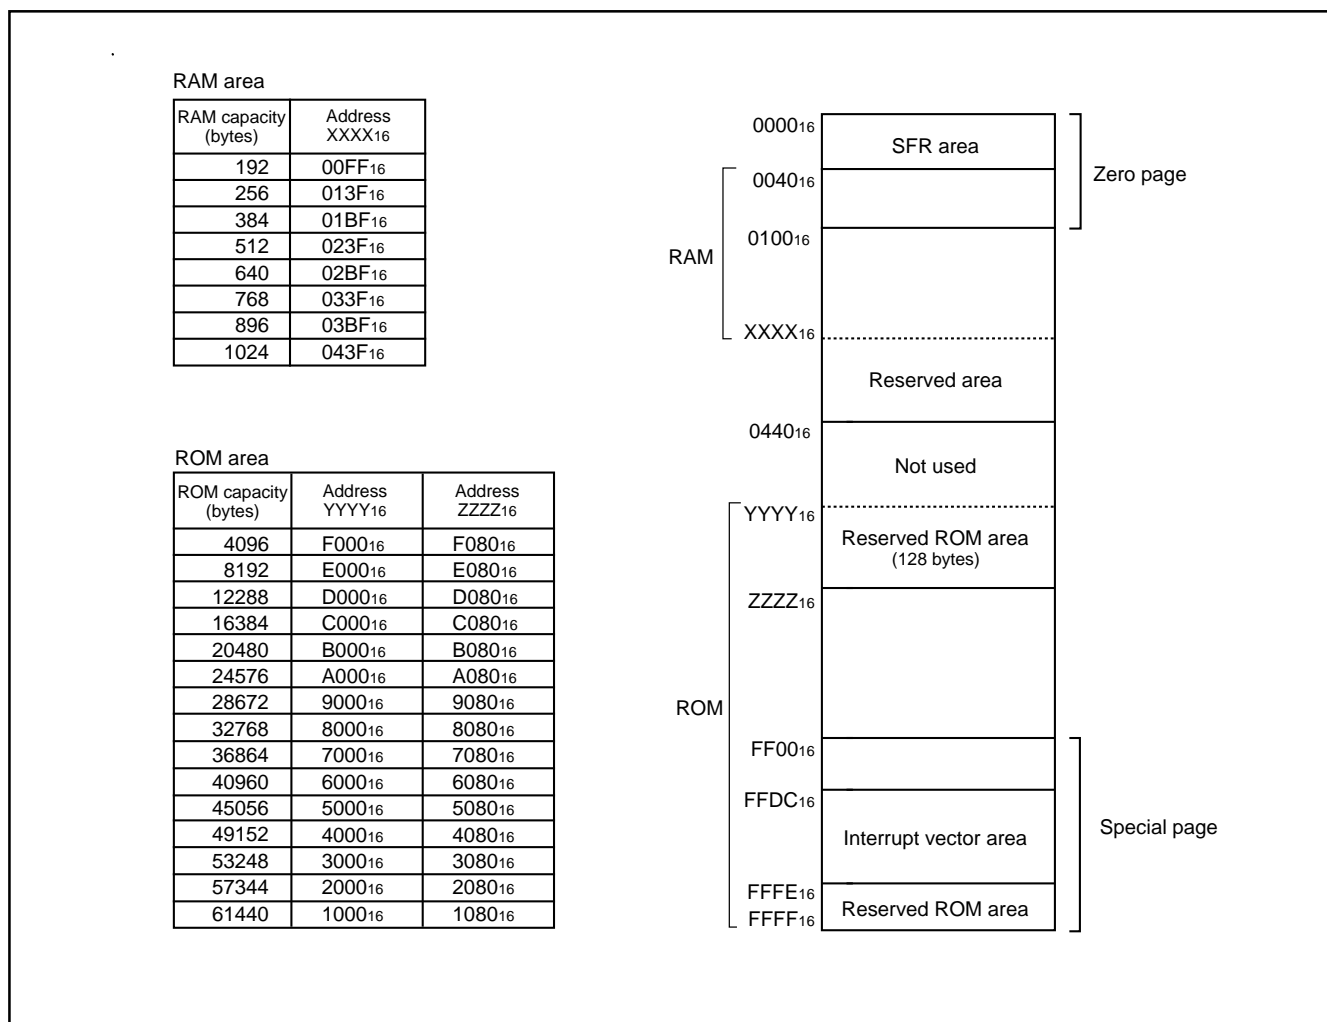 RAM area
RAM capacity (bytes) Address XXXX16
192 00FF16
256 013F16
384 01BF16
512 023F16
640 02BF16
768 033F16
896 03BF16
1024 043F16
ROM area
ROM capacity (bytes) Address YYYY16 Address ZZZZ16
4096 F00016 F08016
8192 E00016 E08016
12288 D00016 D08016
16384 C00016 C08016
20480 B00016 B08016
24576 A00016 A08016
28672 900016 908016
32768 800016 808016
36864 700016 708016
40960 600016 608016
45056 500016 508016
49152 400016 408016
53248 300016 308016
57344 200016 208016
61440 100016 108016
000016
SFR area
Zero page
004016
010016
RAM
XXXX16
Reserved area
044016
Not used
YYYY16
Reserved ROM area
(128 bytes)
ZZZZ16
ROM
FF0016
FFDC16
Interrupt vector area
Special page
FFFE16
Reserved ROM area
FFFF16